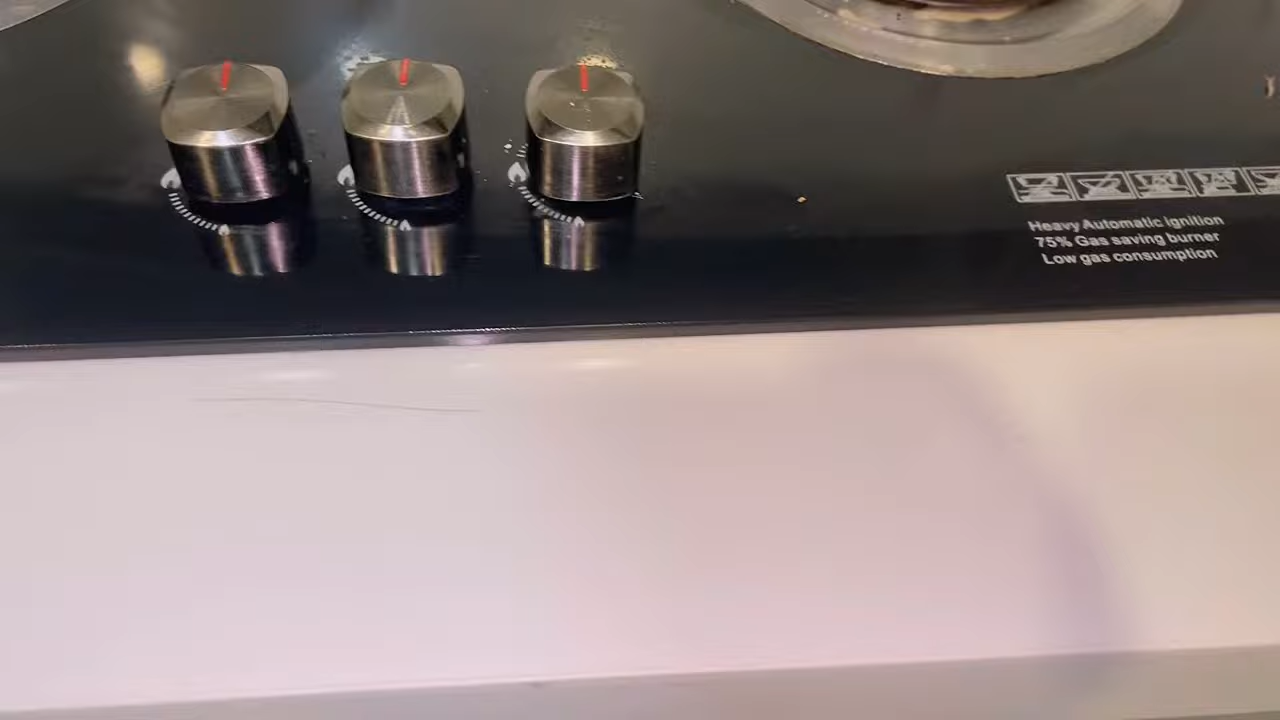 Heavy Automatic ignition
75% Gas saving burner
Low gas consumption